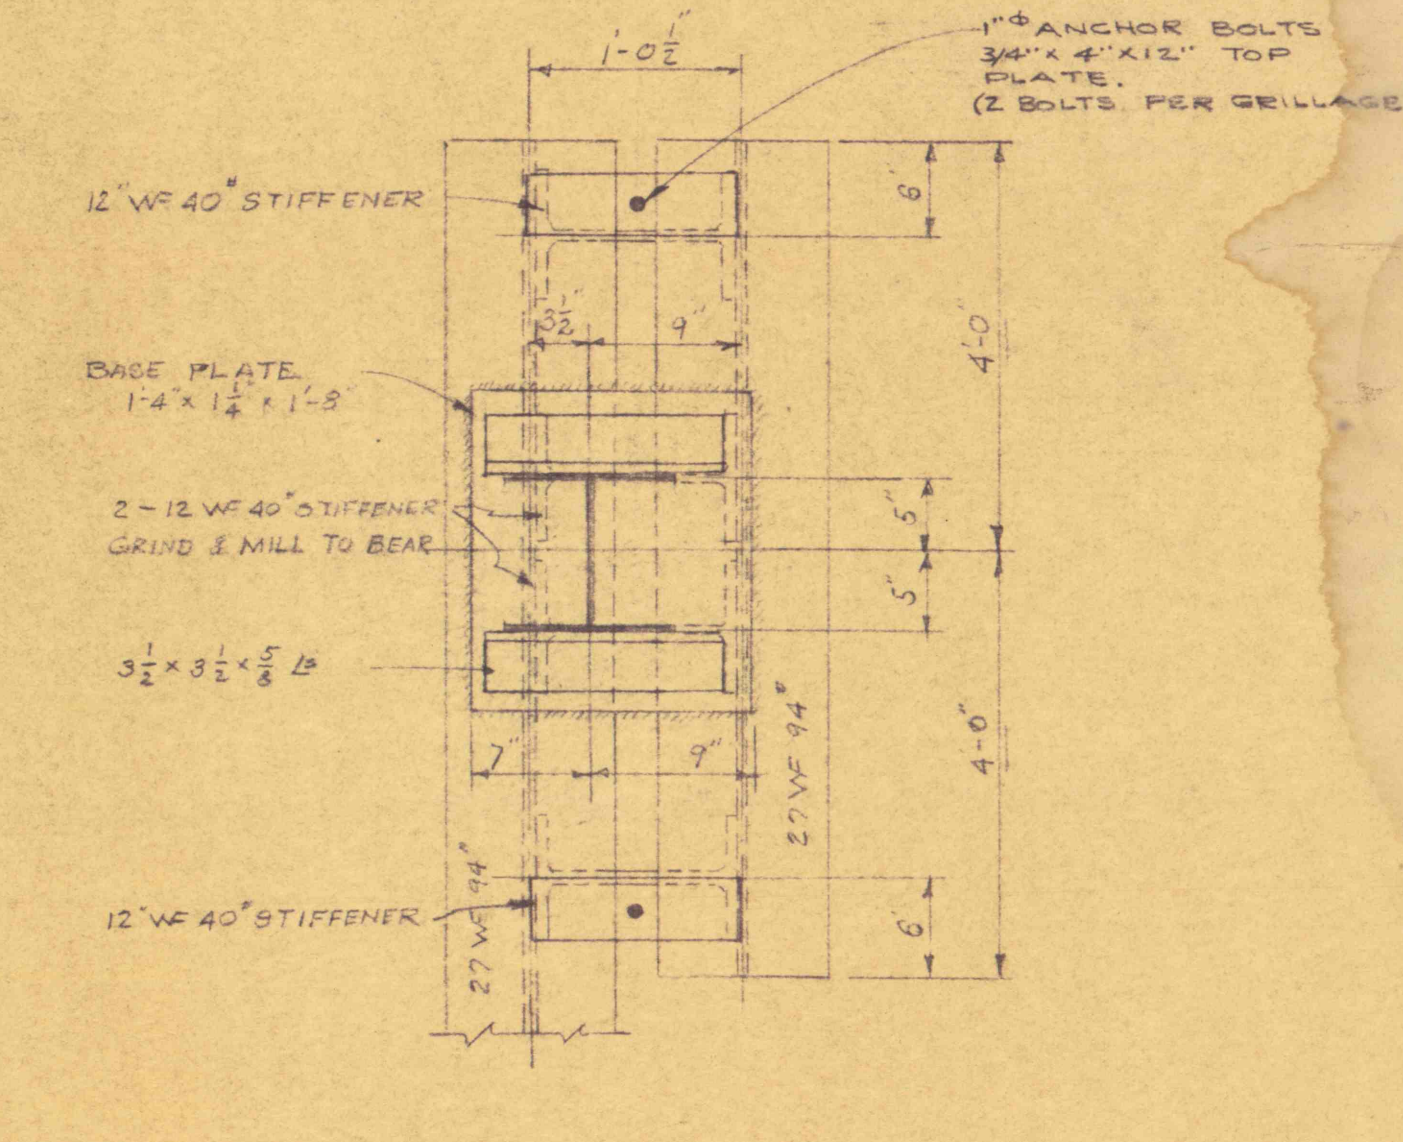 1'-0 1/2"
1"ϕ ANCHOR BOLTS
3/4" x 4" x 12" TOP
PLATE.
(2 BOLTS PER GRILLAGE
12" WF 40# STIFFENER
6"
4'-0"
3 1/2"
9"
BASE PLATE
1'-4" x 1 1/4" x 1'-8"
2 - 12 WF 40# STIFFENER
GRIND & MILL TO BEAR
5"
5"
3 1/2 x 3 1/2 x 5/8 Ls
7"
9"
27 WF 94#
4'-0"
27 WF 94#
12" WF 40# STIFFENER
6"